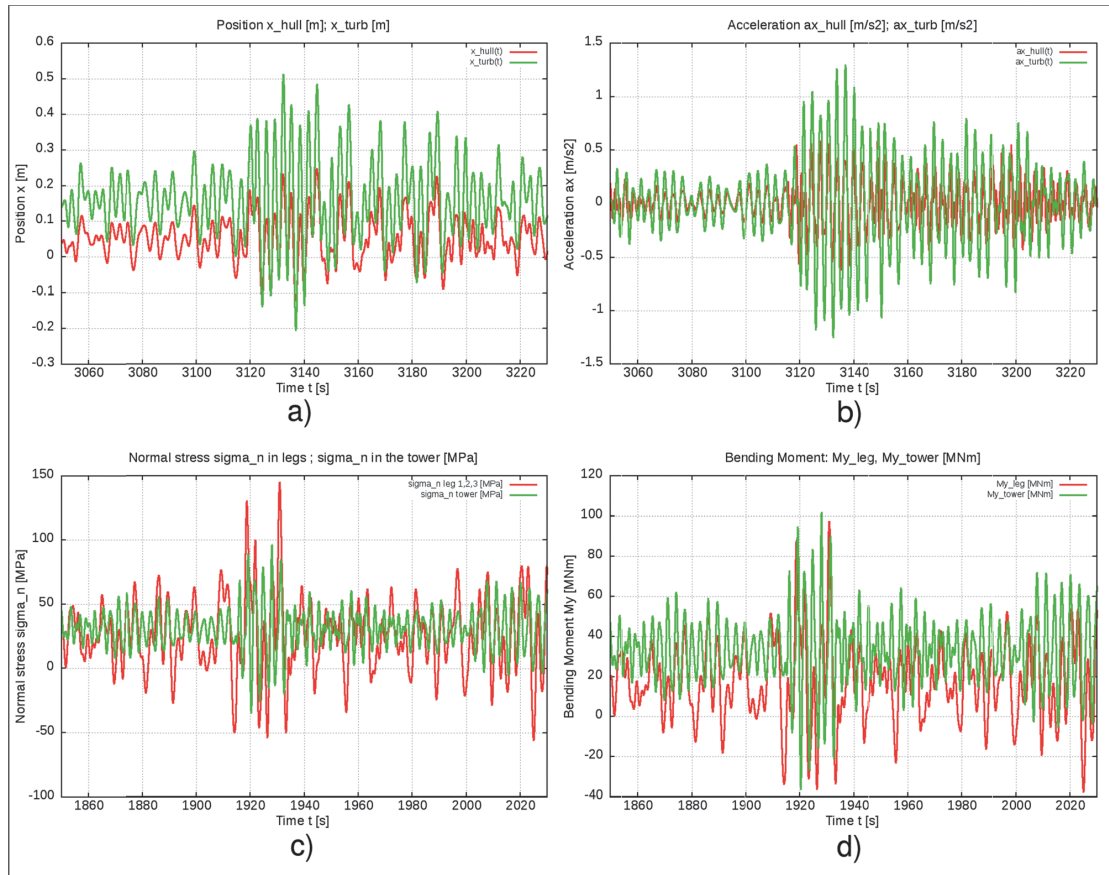 Position x_hull [m]; x_turb [m]
x_hull(t)
x_turb(t)
0.6
0.5
0.4
0.3
0.2
0.1
0
-0.1
-0.2
-0.3
Position x [m]
3060 3080 3100 3120 3140 3160 3180 3200 3220
Time t [s]
a)
Acceleration ax_hull [m/s2]; ax_turb [m/s2]
ax_hull(t)
ax_turb(t)
1.5
1
0.5
0
-0.5
-1
-1.5
Acceleration ax [m/s2]
3060 3080 3100 3120 3140 3160 3180 3200 3220
Time t [s]
b)
Normal stress sigma_n in legs ; sigma_n in the tower [MPa]
sigma_n leg 1,2,3 [MPa]
sigma_n tower [MPa]
150
100
50
0
-50
-100
Normal stress sigma_n [MPa]
1860 1880 1900 1920 1940 1960 1980 2000 2020
Time t [s]
c)
Bending Moment: My_leg, My_tower [MNm]
My_leg [MNm]
My_tower [MNm]
120
100
80
60
40
20
0
-20
-40
Bending Moment My [MNm]
1860 1880 1900 1920 1940 1960 1980 2000 2020
Time t [s]
d)